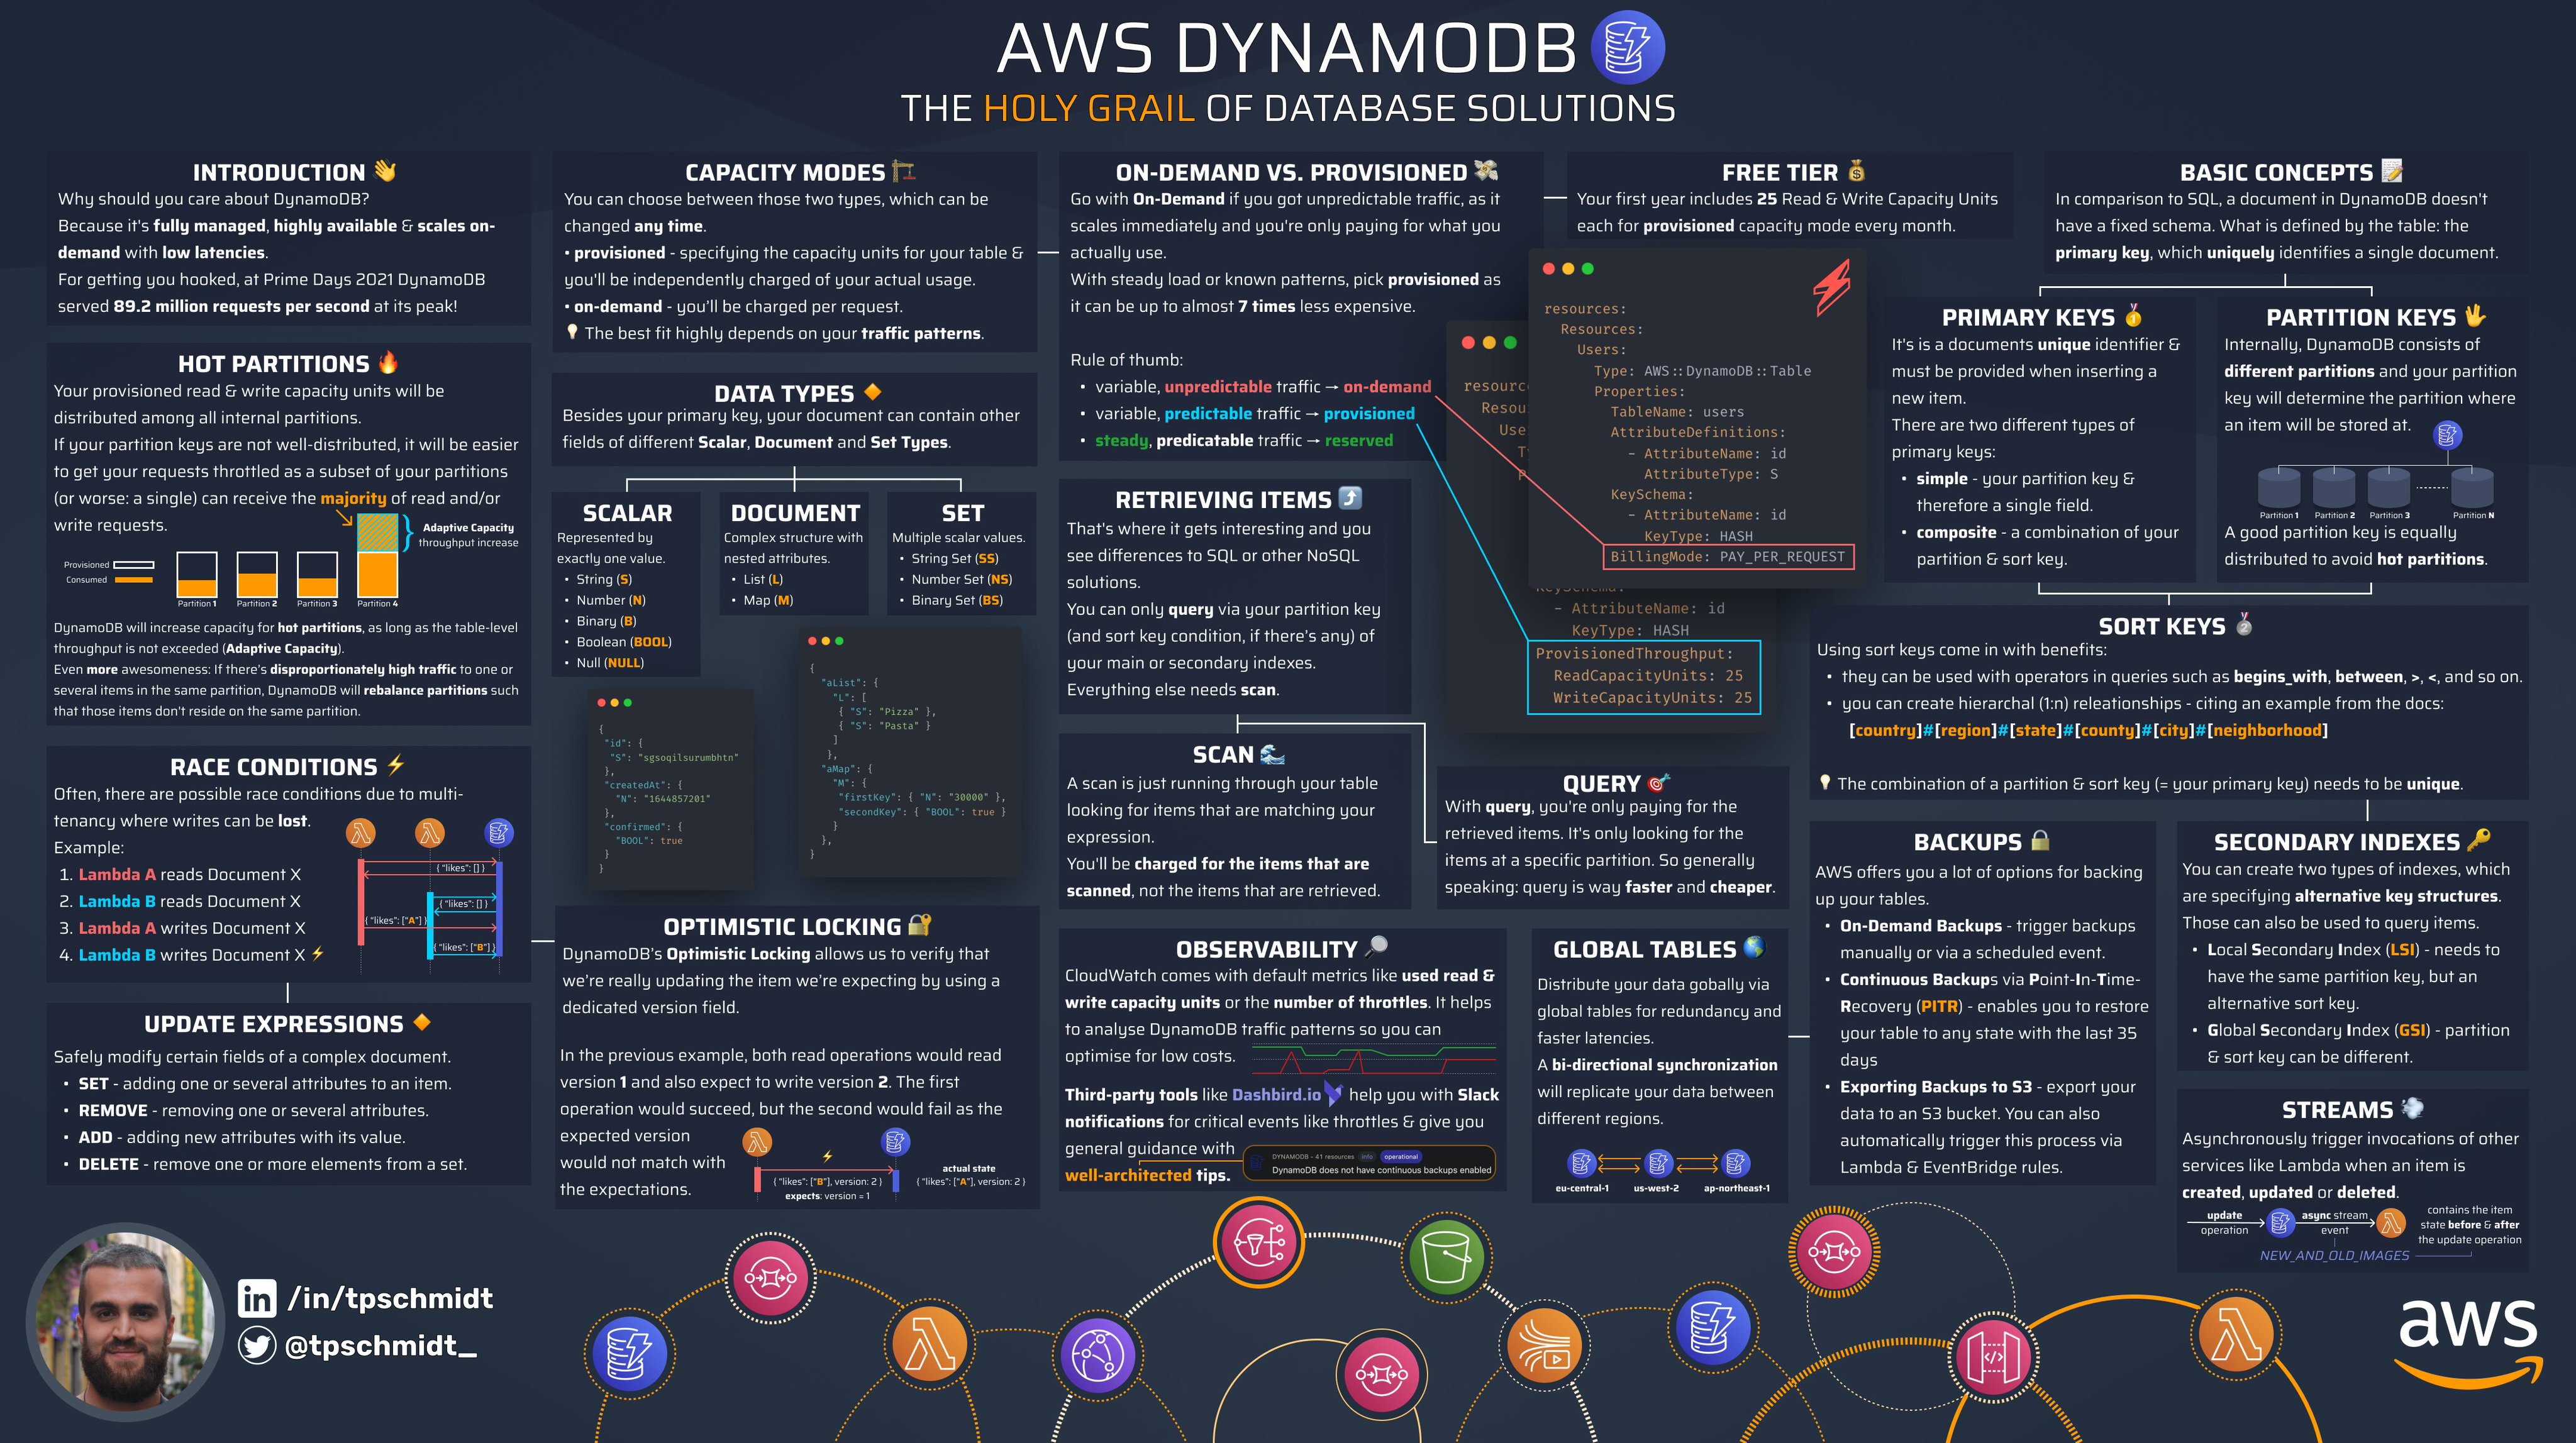 AWS DYNAMODB
THE HOLY GRAIL OF DATABASE SOLUTIONS
INTRODUCTION 👋
Why should you care about DynamoDB?
Because it's fully managed, highly available & scales on-
demand with low latencies.
For getting you hooked, at Prime Days 2021 DynamoDB
served 89.2 million requests per second at its peak!
HOT PARTITIONS 🔥
Your provisioned read & write capacity units will be
distributed among all internal partitions.
If your partition keys are not well-distributed, it will be easier
to get your requests throttled as a subset of your partitions
(or worse: a single) can receive the majority of read and/or
write requests.
Adaptive Capacity
throughput increase
Provisioned
Consumed
Partition 1
Partition 2
Partition 3
Partition 4
DynamoDB will increase capacity for hot partitions, as long as the table-level
throughput is not exceeded (Adaptive Capacity).
Even more awesomeness: If there's disproportionately high traffic to one or
several items in the same partition, DynamoDB will rebalance partitions such
that those items don't reside on the same partition.
RACE CONDITIONS ⚡
Often, there are possible race conditions due to multi-
tenancy where writes can be lost.
Example:
1. Lambda A reads Document X
2. Lambda B reads Document X
3. Lambda A writes Document X
4. Lambda B writes Document X ⚡
{ "likes": [] }
{ "likes": [] }
{ "likes": ["A"] }
{ "likes": ["B"] }
UPDATE EXPRESSIONS 🔸
Safely modify certain fields of a complex document.
• SET - adding one or several attributes to an item.
• REMOVE - removing one or several attributes.
• ADD - adding new attributes with its value.
• DELETE - remove one or more elements from a set.
CAPACITY MODES 🏗
You can choose between those two types, which can be
changed any time.
• provisioned - specifying the capacity units for your table &
you'll be independently charged of your actual usage.
• on-demand - you'll be charged per request.
💡 The best fit highly depends on your traffic patterns.
DATA TYPES 🔸
Besides your primary key, your document can contain other
fields of different Scalar, Document and Set Types.
SCALAR
Represented by
exactly one value.
• String (S)
• Number (N)
• Binary (B)
• Boolean (BOOL)
• Null (NULL)
DOCUMENT
Complex structure with
nested attributes.
• List (L)
• Map (M)
SET
Multiple scalar values.
• String Set (SS)
• Number Set (NS)
• Binary Set (BS)
{
"id": {
"S": "sgsoqilsurumbhtn"
},
"createdAt": {
"N": "1644857201"
},
"confirmed": {
"BOOL": true
}
}
{
"aList": {
"L": [
{ "S": "Pizza" },
{ "S": "Pasta" }
]
},
"aMap": {
"M": {
"firstKey": { "N": "30000" },
"secondKey": { "BOOL": true }
}
},
}
OPTIMISTIC LOCKING 🔐
DynamoDB's Optimistic Locking allows us to verify that
we're really updating the item we're expecting by using a
dedicated version field.
In the previous example, both read operations would read
version 1 and also expect to write version 2. The first
operation would succeed, but the second would fail as the
expected version
would not match with
the expectations.
⚡
{ "likes": ["B"], version: 2 }
expects: version = 1
actual state
{ "likes": ["A"], version: 2 }
ON-DEMAND VS. PROVISIONED 💸
Go with On-Demand if you got unpredictable traffic, as it
scales immediately and you're only paying for what you
actually use.
With steady load or known patterns, pick provisioned as
it can be up to almost 7 times less expensive.
Rule of thumb:
• variable, unpredictable traffic → on-demand
• variable, predictable traffic → provisioned
• steady, predicatable traffic → reserved
RETRIEVING ITEMS ⤴
That's where it gets interesting and you
see differences to SQL or other NoSQL
solutions.
You can only query via your partition key
(and sort key condition, if there's any) of
your main or secondary indexes.
Everything else needs scan.
SCAN 🌊
A scan is just running through your table
looking for items that are matching your
expression.
You'll be charged for the items that are
scanned, not the items that are retrieved.
QUERY 🎯
With query, you're only paying for the
retrieved items. It's only looking for the
items at a specific partition. So generally
speaking: query is way faster and cheaper.
OBSERVABILITY 🔎
CloudWatch comes with default metrics like used read &
write capacity units or the number of throttles. It helps
to analyse DynamoDB traffic patterns so you can
optimise for low costs.
Third-party tools like Dashbird.io help you with Slack
notifications for critical events like throttles & give you
general guidance with
well-architected tips.
DYNAMODB - 41 resources info operational
DynamoDB does not have continuous backups enabled
FREE TIER 💰
Your first year includes 25 Read & Write Capacity Units
each for provisioned capacity mode every month.
resources:
Resources:
Users:
Type: AWS::DynamoDB::Table
Properties:
TableName: users
AttributeDefinitions:
- AttributeName: id
AttributeType: S
KeySchema:
- AttributeName: id
KeyType: HASH
BillingMode: PAY_PER_REQUEST
resourc
Resou
Use
T
P
KeySchema:
- AttributeName: id
KeyType: HASH
ProvisionedThroughput:
ReadCapacityUnits: 25
WriteCapacityUnits: 25
GLOBAL TABLES 🌎
Distribute your data gobally via
global tables for redundancy and
faster latencies.
A bi-directional synchronization
will replicate your data between
different regions.
eu-central-1
us-west-2
ap-northeast-1
BASIC CONCEPTS 📝
In comparison to SQL, a document in DynamoDB doesn't
have a fixed schema. What is defined by the table: the
primary key, which uniquely identifies a single document.
PRIMARY KEYS 🥇
It's is a documents unique identifier &
must be provided when inserting a
new item.
There are two different types of
primary keys:
• simple - your partition key &
therefore a single field.
• composite - a combination of your
partition & sort key.
PARTITION KEYS 🖖
Internally, DynamoDB consists of
different partitions and your partition
key will determine the partition where
an item will be stored at.
Partition 1
Partition 2
Partition 3
Partition N
A good partition key is equally
distributed to avoid hot partitions.
SORT KEYS 🥈
Using sort keys come in with benefits:
• they can be used with operators in queries such as begins_with, between, >, <, and so on.
• you can create hierarchal (1:n) releationships - citing an example from the docs:
[country]#[region]#[state]#[county]#[city]#[neighborhood]
💡 The combination of a partition & sort key (= your primary key) needs to be unique.
BACKUPS 🔒
AWS offers you a lot of options for backing
up your tables.
• On-Demand Backups - trigger backups
manually or via a scheduled event.
• Continuous Backups via Point-In-Time-
Recovery (PITR) - enables you to restore
your table to any state with the last 35
days
• Exporting Backups to S3 - export your
data to an S3 bucket. You can also
automatically trigger this process via
Lambda & EventBridge rules.
SECONDARY INDEXES 🔑
You can create two types of indexes, which
are specifying alternative key structures.
Those can also be used to query items.
• Local Secondary Index (LSI) - needs to
have the same partition key, but an
alternative sort key.
• Global Secondary Index (GSI) - partition
& sort key can be different.
STREAMS 💨
Asynchronously trigger invocations of other
services like Lambda when an item is
created, updated or deleted.
update
operation
async stream
event
contains the item
state before & after
the update operation
NEW_AND_OLD_IMAGES
in /in/tpschmidt
@tpschmidt_
aws